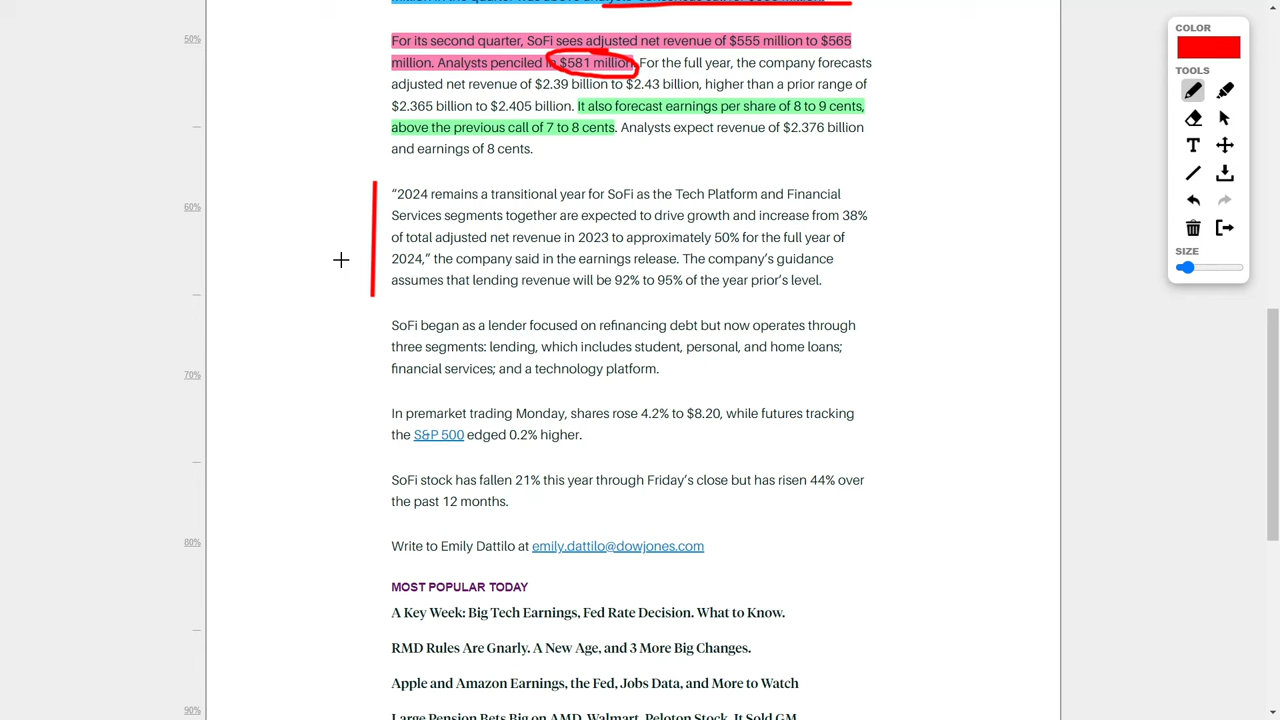 50%
For its second quarter, SoFi sees adjusted net revenue of $555 million to $565
million. Analysts penciled in $581 million. For the full year, the company forecasts
adjusted net revenue of $2.39 billion to $2.43 billion, higher than a prior range of
$2.365 billion to $2.405 billion. It also forecast earnings per share of 8 to 9 cents,
above the previous call of 7 to 8 cents. Analysts expect revenue of $2.376 billion
and earnings of 8 cents.
60%
“2024 remains a transitional year for SoFi as the Tech Platform and Financial
Services segments together are expected to drive growth and increase from 38%
of total adjusted net revenue in 2023 to approximately 50% for the full year of
2024,” the company said in the earnings release. The company’s guidance
assumes that lending revenue will be 92% to 95% of the year prior’s level.
SoFi began as a lender focused on refinancing debt but now operates through
three segments: lending, which includes student, personal, and home loans;
70%
financial services; and a technology platform.
In premarket trading Monday, shares rose 4.2% to $8.20, while futures tracking
the S&P 500 edged 0.2% higher.
SoFi stock has fallen 21% this year through Friday’s close but has risen 44% over
the past 12 months.
80%
Write to Emily Dattilo at emily.dattilo@dowjones.com
MOST POPULAR TODAY
A Key Week: Big Tech Earnings, Fed Rate Decision. What to Know.
RMD Rules Are Gnarly. A New Age, and 3 More Big Changes.
Apple and Amazon Earnings, the Fed, Jobs Data, and More to Watch
90%
Large Pension Bets Big on AMD, Walmart, Peloton Stock. It Sold GM
COLOR
TOOLS
T
SIZE